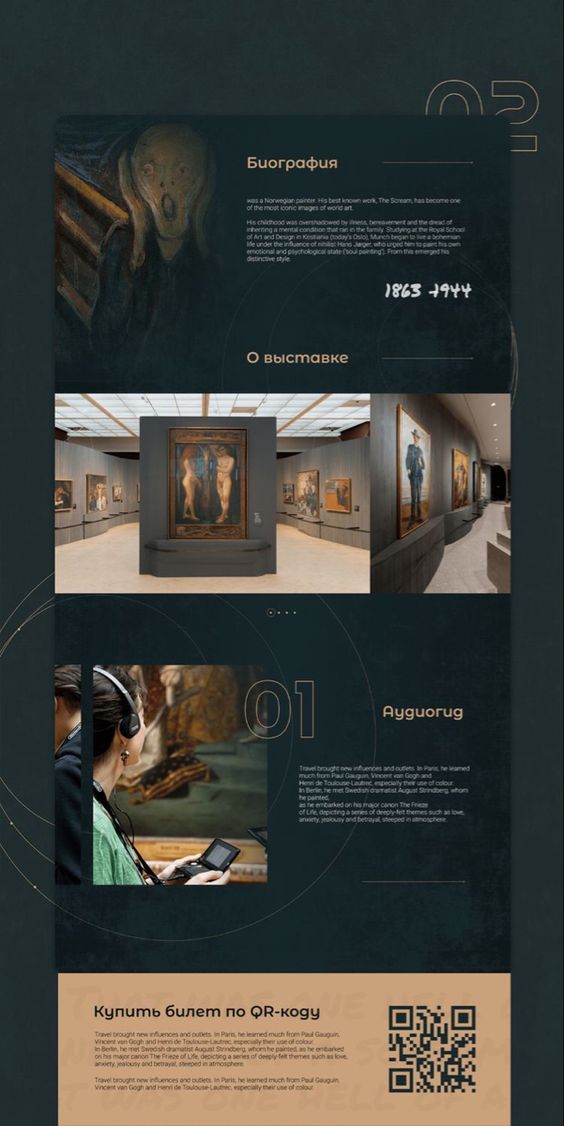 02
Биография
was a Norwegian painter. His best known work, The Scream, has become one
of the most iconic images of world art.
His childhood was overshadowed by illness, bereavement and the dread of
inheriting a mental condition that ran in the family. Studying at the Royal School
of Art and Design in Kristiania (today's Oslo), Munch began to live a bohemian
life under the influence of nihilist Hans Jæger, who urged him to paint his own
emotional and psychological state ('soul painting'). From this emerged his
distinctive style.
1863 -1944
О выставке
01
Аудиогид
Travel brought new influences and outlets. In Paris, he learned
much from Paul Gauguin, Vincent van Gogh and
Henri de Toulouse-Lautrec, especially their use of colour.
In Berlin, he met Swedish dramatist August Strindberg, whom
he painted,
as he embarked on his major canon The Frieze
of Life, depicting a series of deeply-felt themes such as love,
anxiety, jealousy and betrayal, steeped in atmosphere.
Купить билет по QR-коду
Travel brought new influences and outlets. In Paris, he learned much from Paul Gauguin,
Vincent van Gogh and Henri de Toulouse-Lautrec, especially their use of colour.
In Berlin, he met Swedish dramatist August Strindberg, whom he painted, as he embarked
on his major canon The Frieze of Life, depicting a series of deeply-felt themes such as love,
anxiety, jealousy and betrayal, steeped in atmosphere.
Travel brought new influences and outlets. In Paris, he learned much from Paul Gauguin,
Vincent van Gogh and Henri de Toulouse-Lautrec, especially their use of colour.